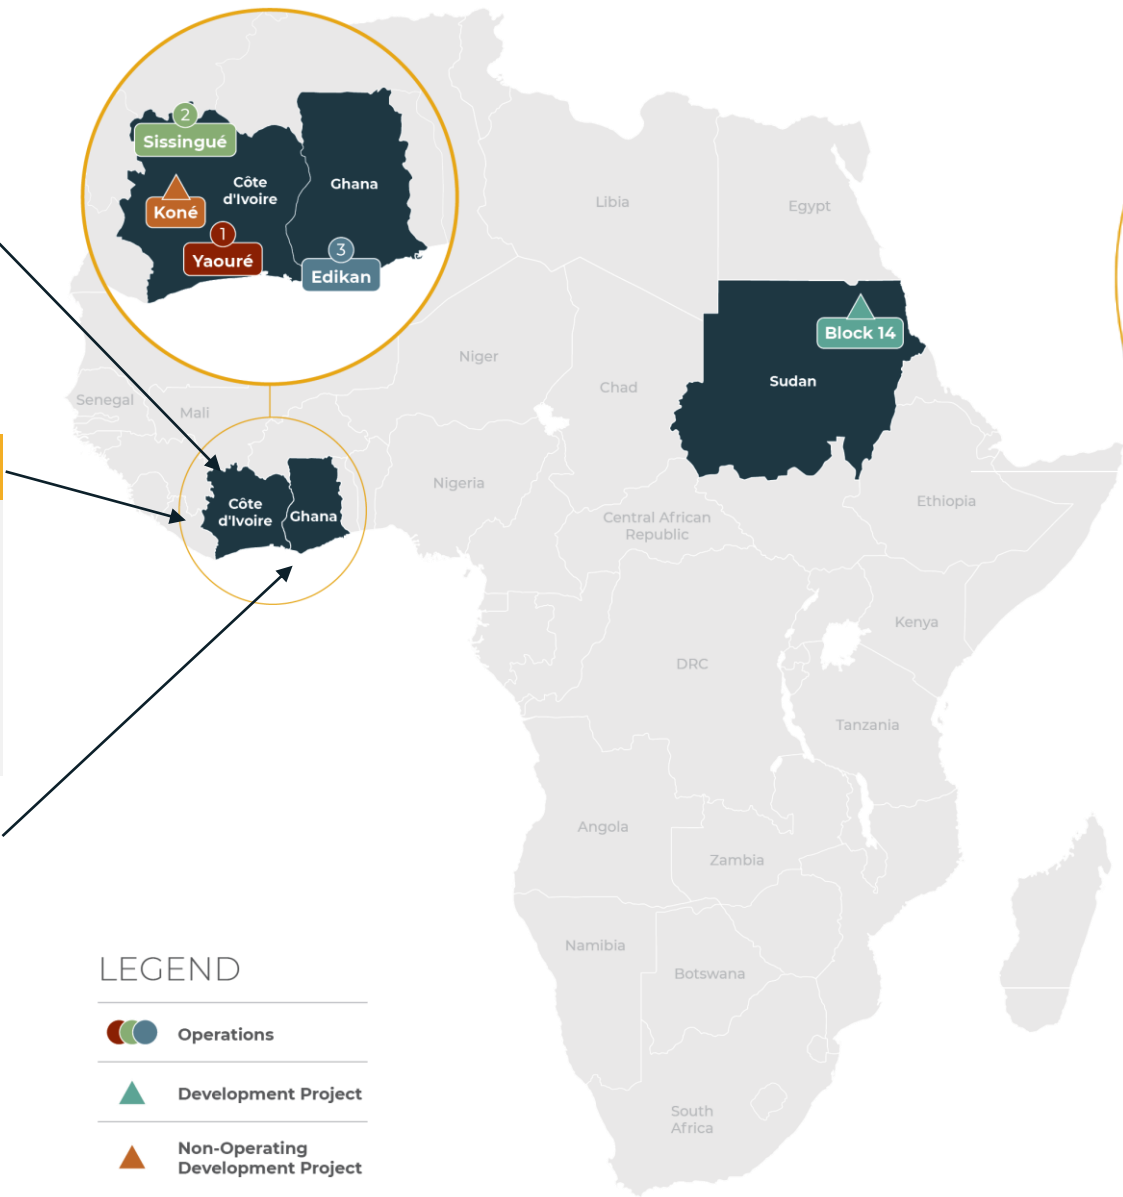 2
Sissingué
Côte
d'Ivoire
Ghana
Koné
1
Yaouré
3
Edikan
Libia
Egypt
Block 14
Sudan
Niger
Chad
Senegal
Mali
Nigeria
Côte
d'Ivoire
Ghana
Central African
Republic
Ethiopia
Kenya
DRC
Tanzania
Angola
Zambia
Namibia
Botswana
South
Africa
LEGEND
Operations
Development Project
Non-Operating
Development Project